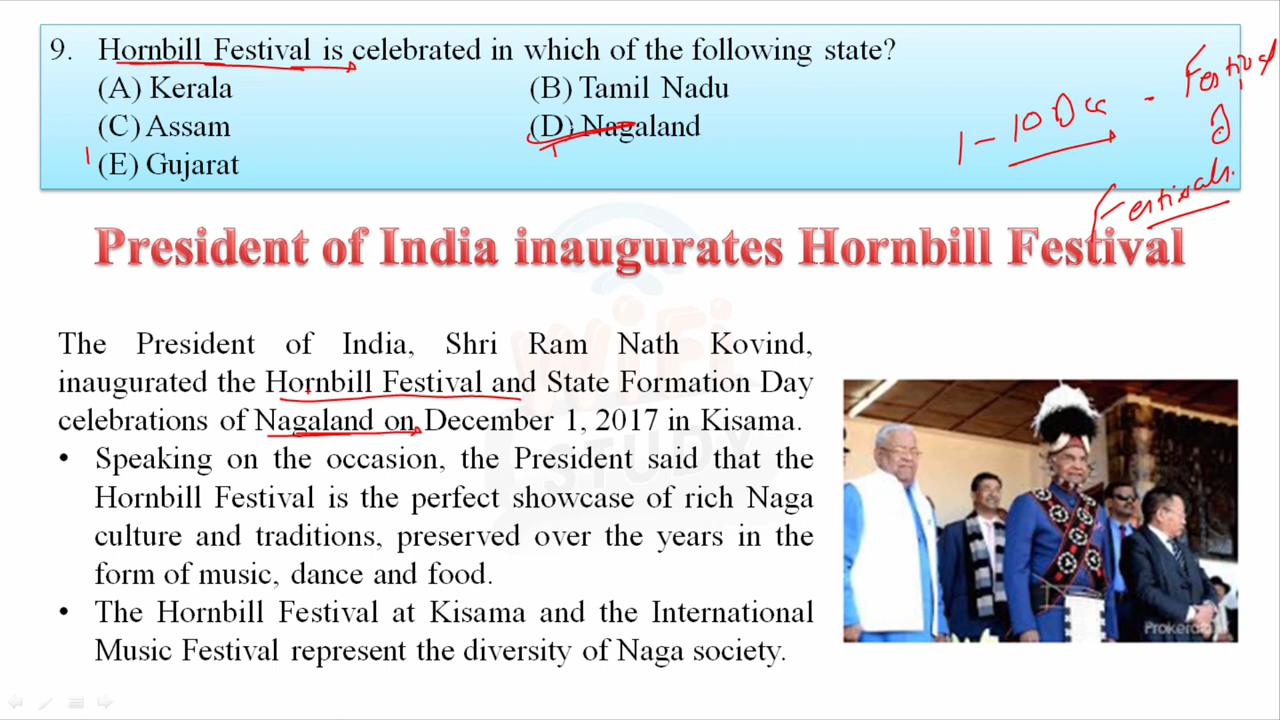 9. Hornbill Festival is celebrated in which of the following state?
(A) Kerala (B) Tamil Nadu
(C) Assam (D) Nagaland
(E) Gujarat
1 - 10 Dec - Festival
of
Festivals.
President of India inaugurates Hornbill Festival
The President of India, Shri Ram Nath Kovind,
inaugurated the Hornbill Festival and State Formation Day
celebrations of Nagaland on December 1, 2017 in Kisama.
• Speaking on the occasion, the President said that the
Hornbill Festival is the perfect showcase of rich Naga
culture and traditions, preserved over the years in the
form of music, dance and food.
• The Hornbill Festival at Kisama and the International
Music Festival represent the diversity of Naga society.
WiFi
STUDY
Prokerala